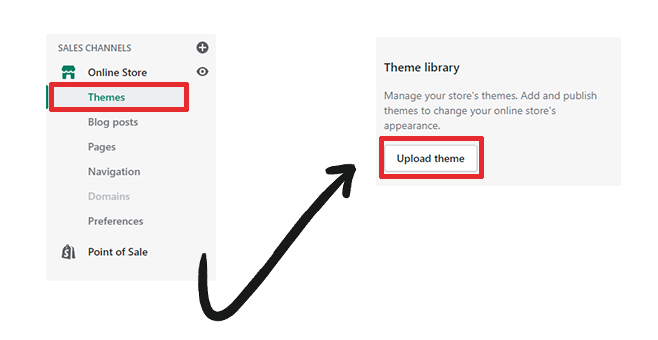 SALES CHANNELS
Online Store
Themes
Blog posts
Pages
Navigation
Domains
Preferences
Point of Sale
Theme library
Manage your store's themes. Add and publish
themes to change your online store's
appearance.
Upload theme